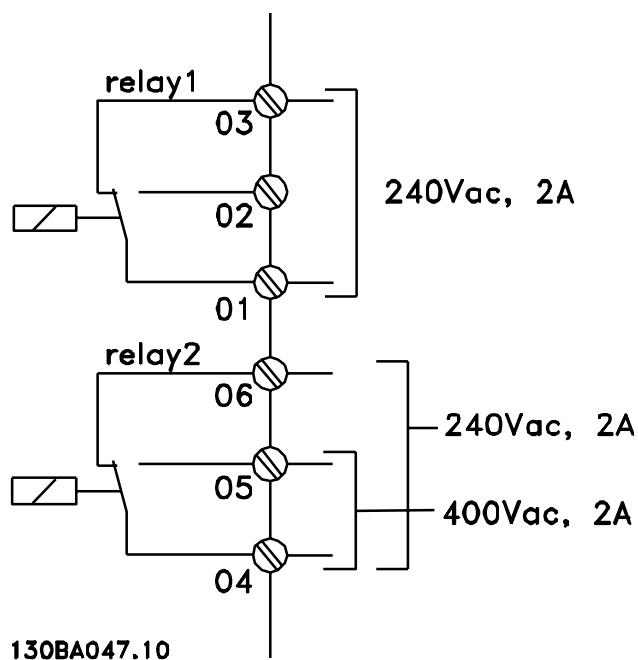 relay1
03
02
240Vac, 2A
01
relay2
06
240Vac, 2A
05
400Vac, 2A
04
130BA047.10